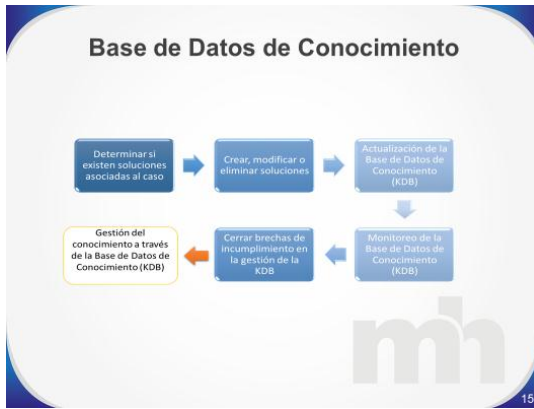 Base de Datos de Conocimiento
Determinar si
existen soluciones
asociadas al caso
Crear, modificar o
eliminar soluciones
Actualización de la
Base de Datos de
Conocimiento
(KDB)
Monitoreo de la
Base de Datos de
Conocimiento
(KDB)
Cerrar brechas de
incumplimiento en
la gestión de la
KDB
Gestión del
conocimiento a través
de la Base de Datos de
Conocimiento (KDB)
mh
15